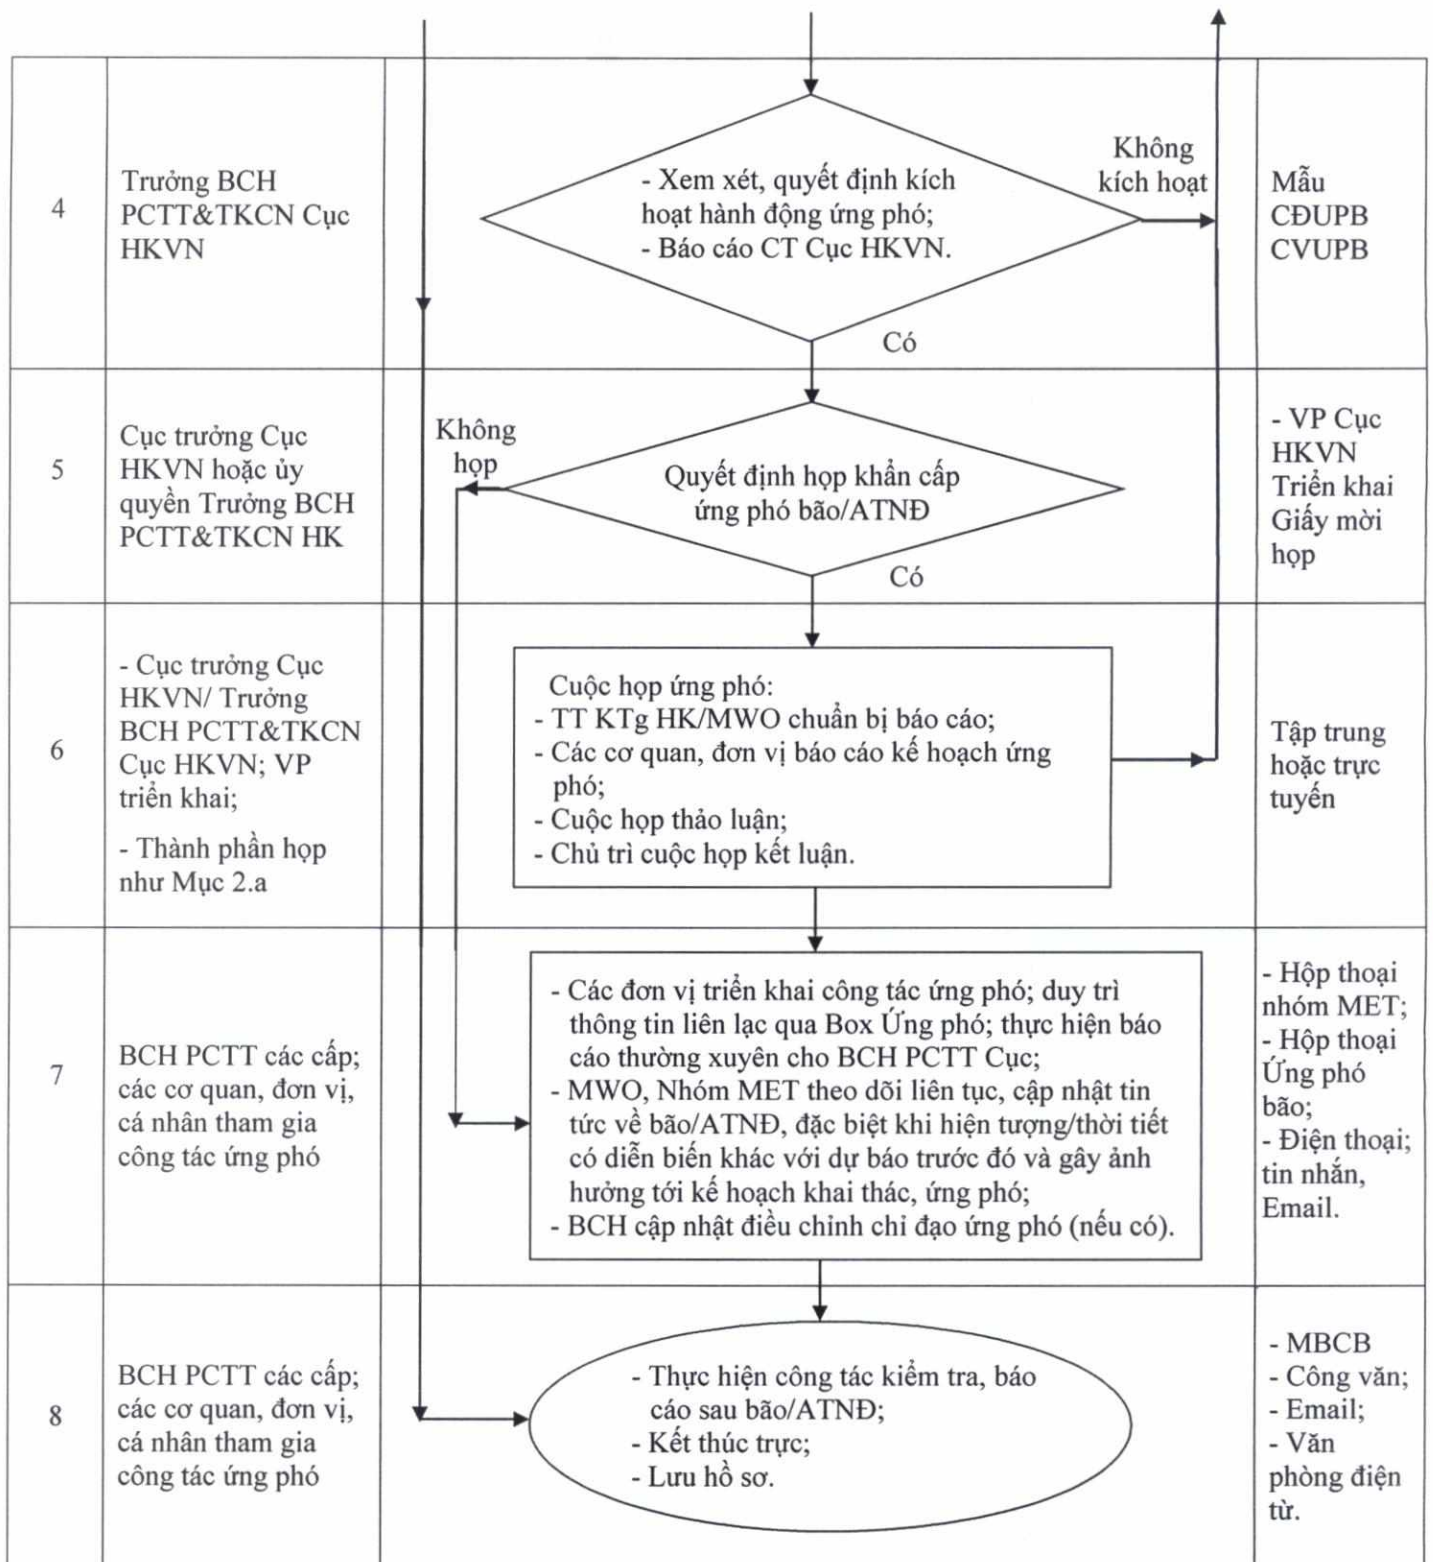 4
Trưởng BCH
PCTT&TKCN Cục
HKVN
- Xem xét, quyết định kích
hoạt hành động ứng phó;
- Báo cáo CT Cục HKVN.
Không
kích hoạt
Có
Mẫu
CĐUPB
CVUPB
5
Cục trưởng Cục
HKVN hoặc ủy
quyền Trưởng BCH
PCTT&TKCN HK
Không
họp
Quyết định họp khẩn cấp
ứng phó bão/ATNĐ
Có
- VP Cục
HKVN
Triển khai
Giấy mời
họp
6
- Cục trưởng Cục
HKVN/ Trưởng
BCH PCTT&TKCN
Cục HKVN; VP
triển khai;
- Thành phần họp
như Mục 2.a
Cuộc họp ứng phó:
- TT KTg HK/MWO chuẩn bị báo cáo;
- Các cơ quan, đơn vị báo cáo kế hoạch ứng
phó;
- Cuộc họp thảo luận;
- Chủ trì cuộc họp kết luận.
Tập trung
hoặc trực
tuyến
7
BCH PCTT các cấp;
các cơ quan, đơn vị,
cá nhân tham gia
công tác ứng phó
- Các đơn vị triển khai công tác ứng phó; duy trì
thông tin liên lạc qua Box Ứng phó; thực hiện báo
cáo thường xuyên cho BCH PCTT Cục;
- MWO, Nhóm MET theo dõi liên tục, cập nhật tin
tức về bão/ATNĐ, đặc biệt khi hiện tượng/thời tiết
có diễn biến khác với dự báo trước đó và gây ảnh
hưởng tới kế hoạch khai thác, ứng phó;
- BCH cập nhật điều chỉnh chỉ đạo ứng phó (nếu có).
- Hộp thoại
nhóm MET;
- Hộp thoại
Ứng phó
bão;
- Điện thoại;
tin nhắn,
Email.
8
BCH PCTT các cấp;
các cơ quan, đơn vị,
cá nhân tham gia
công tác ứng phó
- Thực hiện công tác kiểm tra, báo
cáo sau bão/ATNĐ;
- Kết thúc trực;
- Lưu hồ sơ.
- MBCB
- Công văn;
- Email;
- Văn
phòng điện
từ.